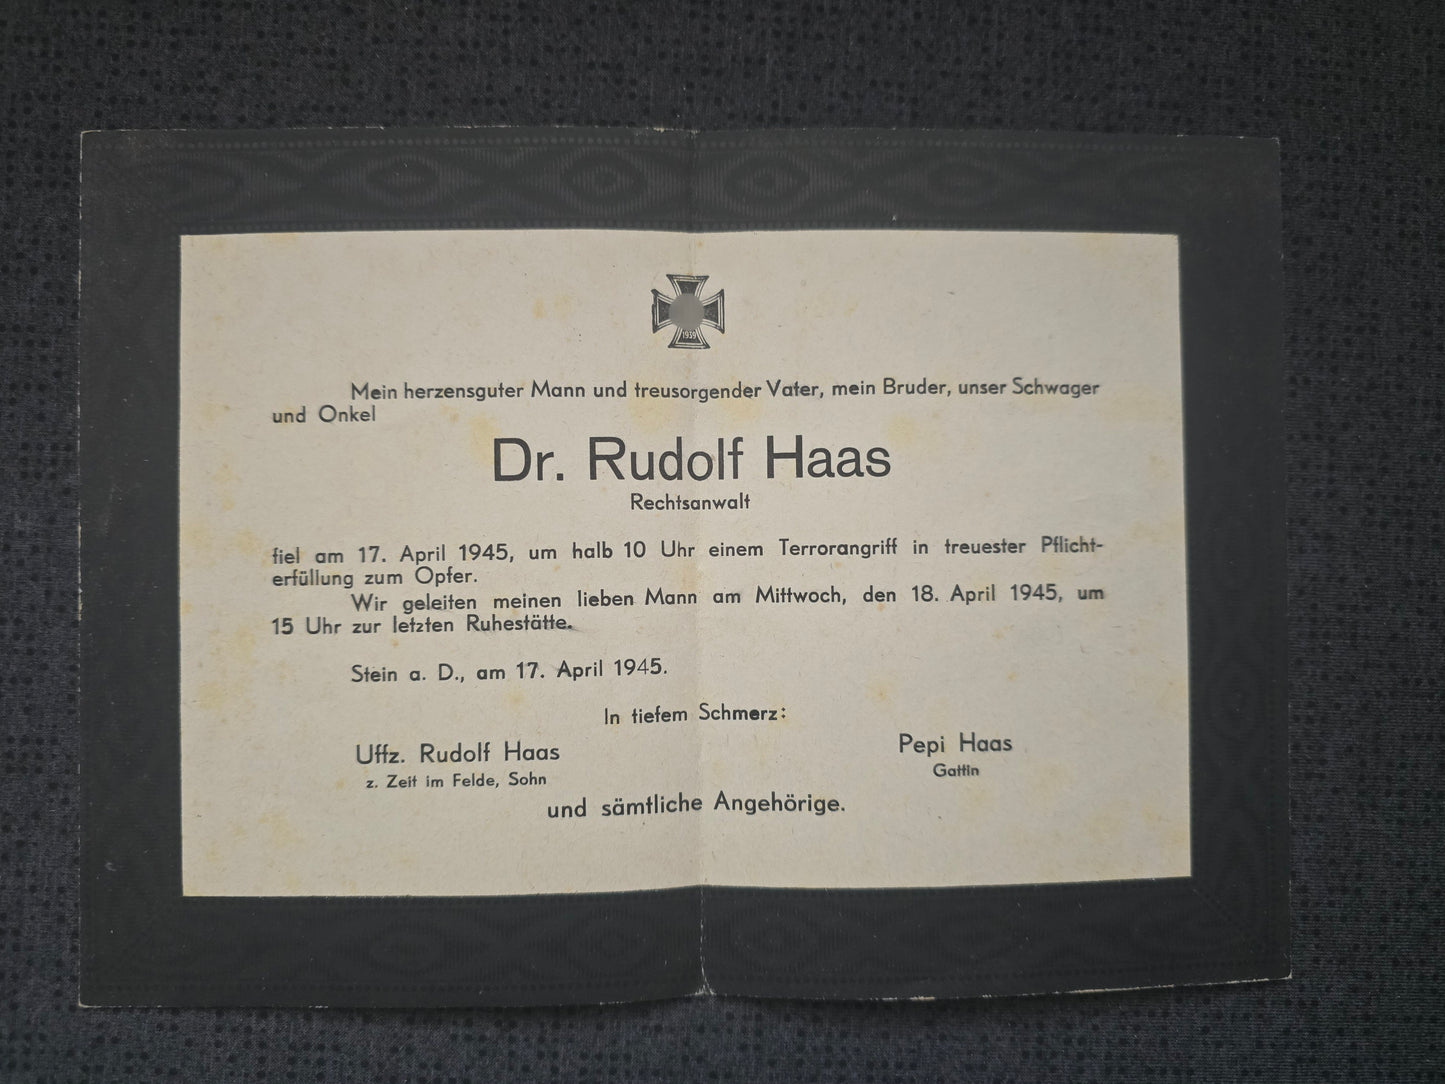 1939
Mein herzensguter Mann und treusorgender Vater, mein Bruder, unser Schwager
und Onkel
Dr. Rudolf Haas
Rechtsanwalt
fiel am 17. April 1945, um halb 10 Uhr einem Terrorangriff in treuester Pflicht-
erfüllung zum Opfer.
Wir geleiten meinen lieben Mann am Mittwoch, den 18. April 1945, um
15 Uhr zur letzten Ruhestätte.
Stein a. D., am 17. April 1945.
In tiefem Schmerz:
Uffz. Rudolf Haas
z. Zeit im Felde, Sohn
Pepi Haas
Gattin
und sämtliche Angehörige.